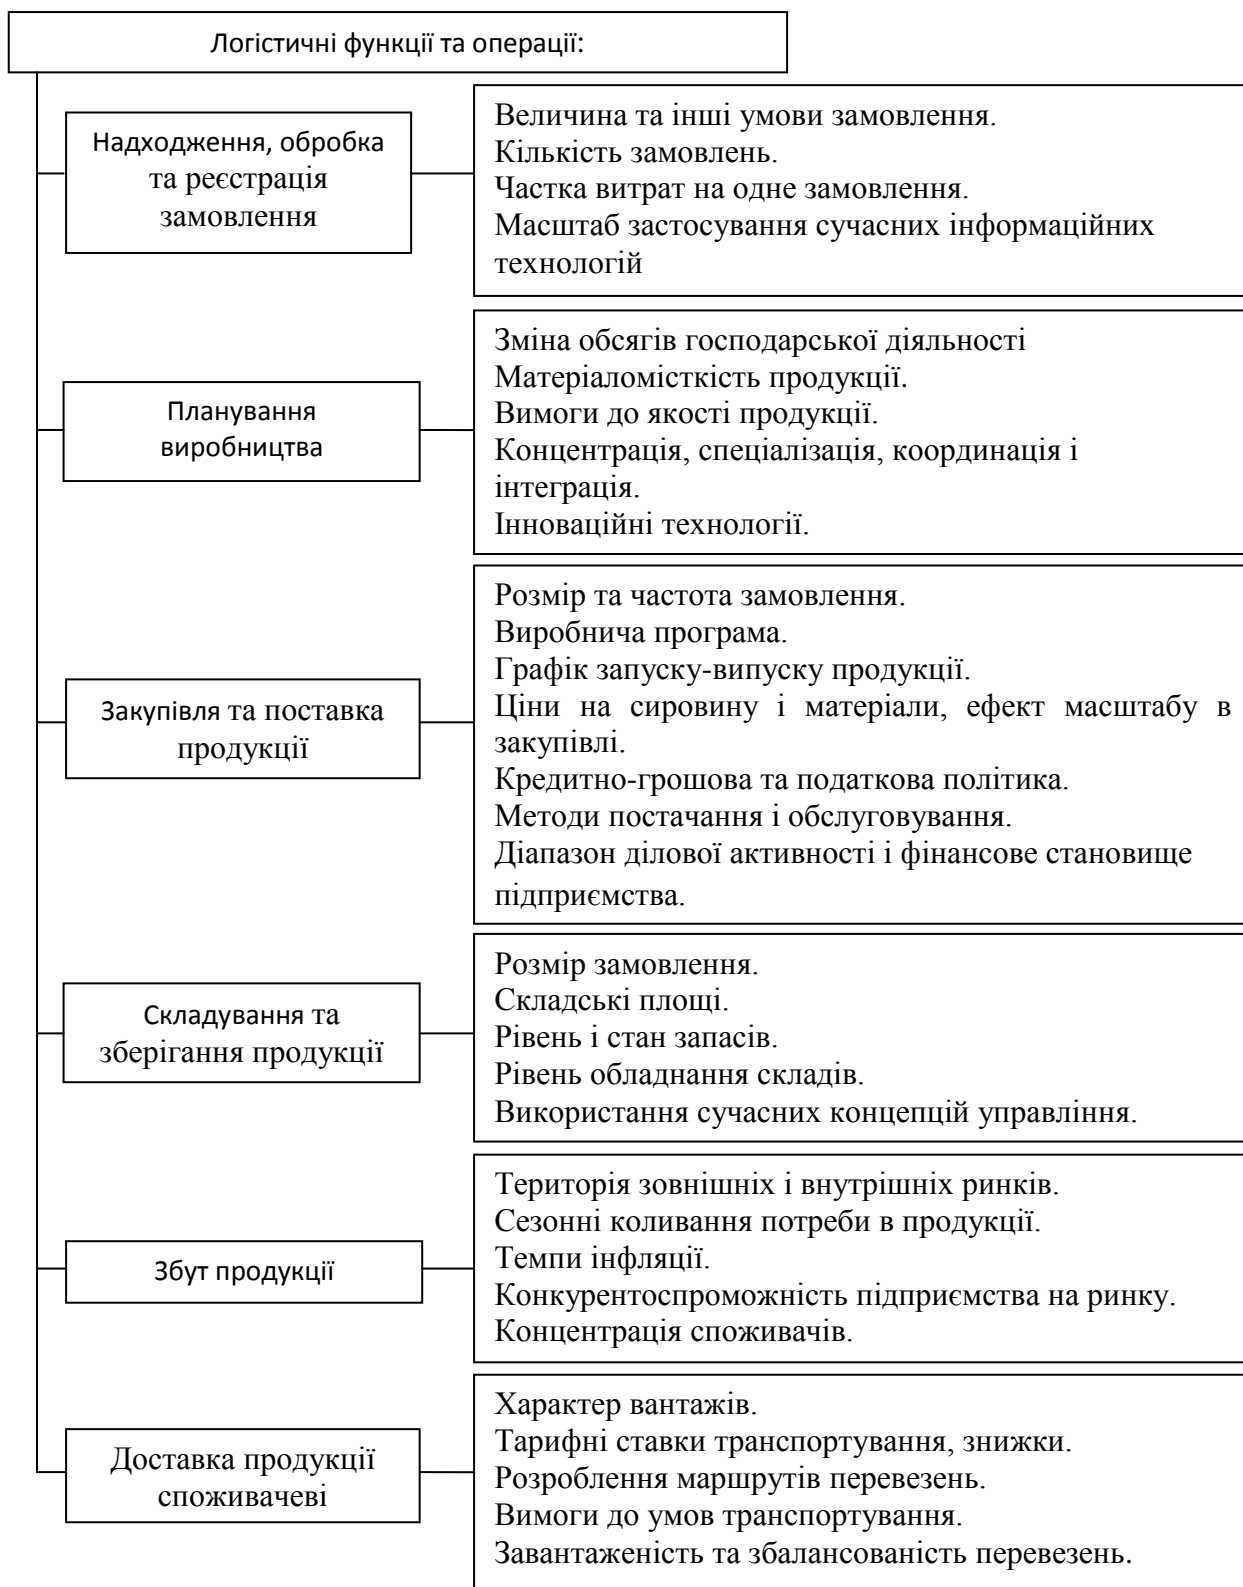 Логістичні функції та операції:
Надходження, обробка
та реєстрація
замовлення
Величина та інші умови замовлення.
Кількість замовлень.
Частка витрат на одне замовлення.
Масштаб застосування сучасних інформаційних
технологій
Планування
виробництва
Зміна обсягів господарської діяльності
Матеріаломісткість продукції.
Вимоги до якості продукції.
Концентрація, спеціалізація, координація і
інтеграція.
Інноваційні технології.
Закупівля та поставка
продукції
Розмір та частота замовлення.
Виробнича програма.
Графік запуску-випуску продукції.
Ціни на сировину і матеріали, ефект масштабу в
закупівлі.
Кредитно-грошова та податкова політика.
Методи постачання і обслуговування.
Діапазон ділової активності і фінансове становище
підприємства.
Складування та
зберігання продукції
Розмір замовлення.
Складські площі.
Рівень і стан запасів.
Рівень обладнання складів.
Використання сучасних концепцій управління.
Збут продукції
Територія зовнішніх і внутрішніх ринків.
Сезонні коливання потреби в продукції.
Темпи інфляції.
Конкурентоспроможність підприємства на ринку.
Концентрація споживачів.
Доставка продукції
споживачеві
Характер вантажів.
Тарифні ставки транспортування, знижки.
Розроблення маршрутів перевезень.
Вимоги до умов транспортування.
Завантаженість та збалансованість перевезень.